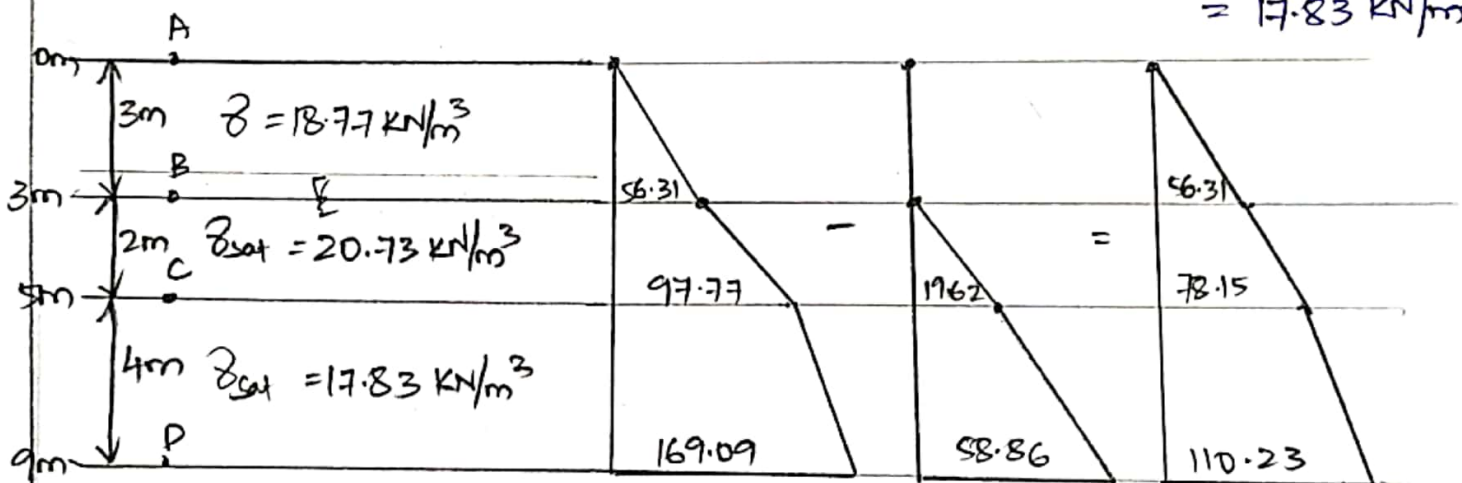 = 17.83 KN/m
A
0m
3m γ = 18.77 KN/m³
B
3m 56.31 56.31
2m γsat = 20.73 KN/m³ - =
C
5m 97.77 1962 78.15
4m γsat = 17.83 KN/m³
D
9m 169.09 58.86 110.23